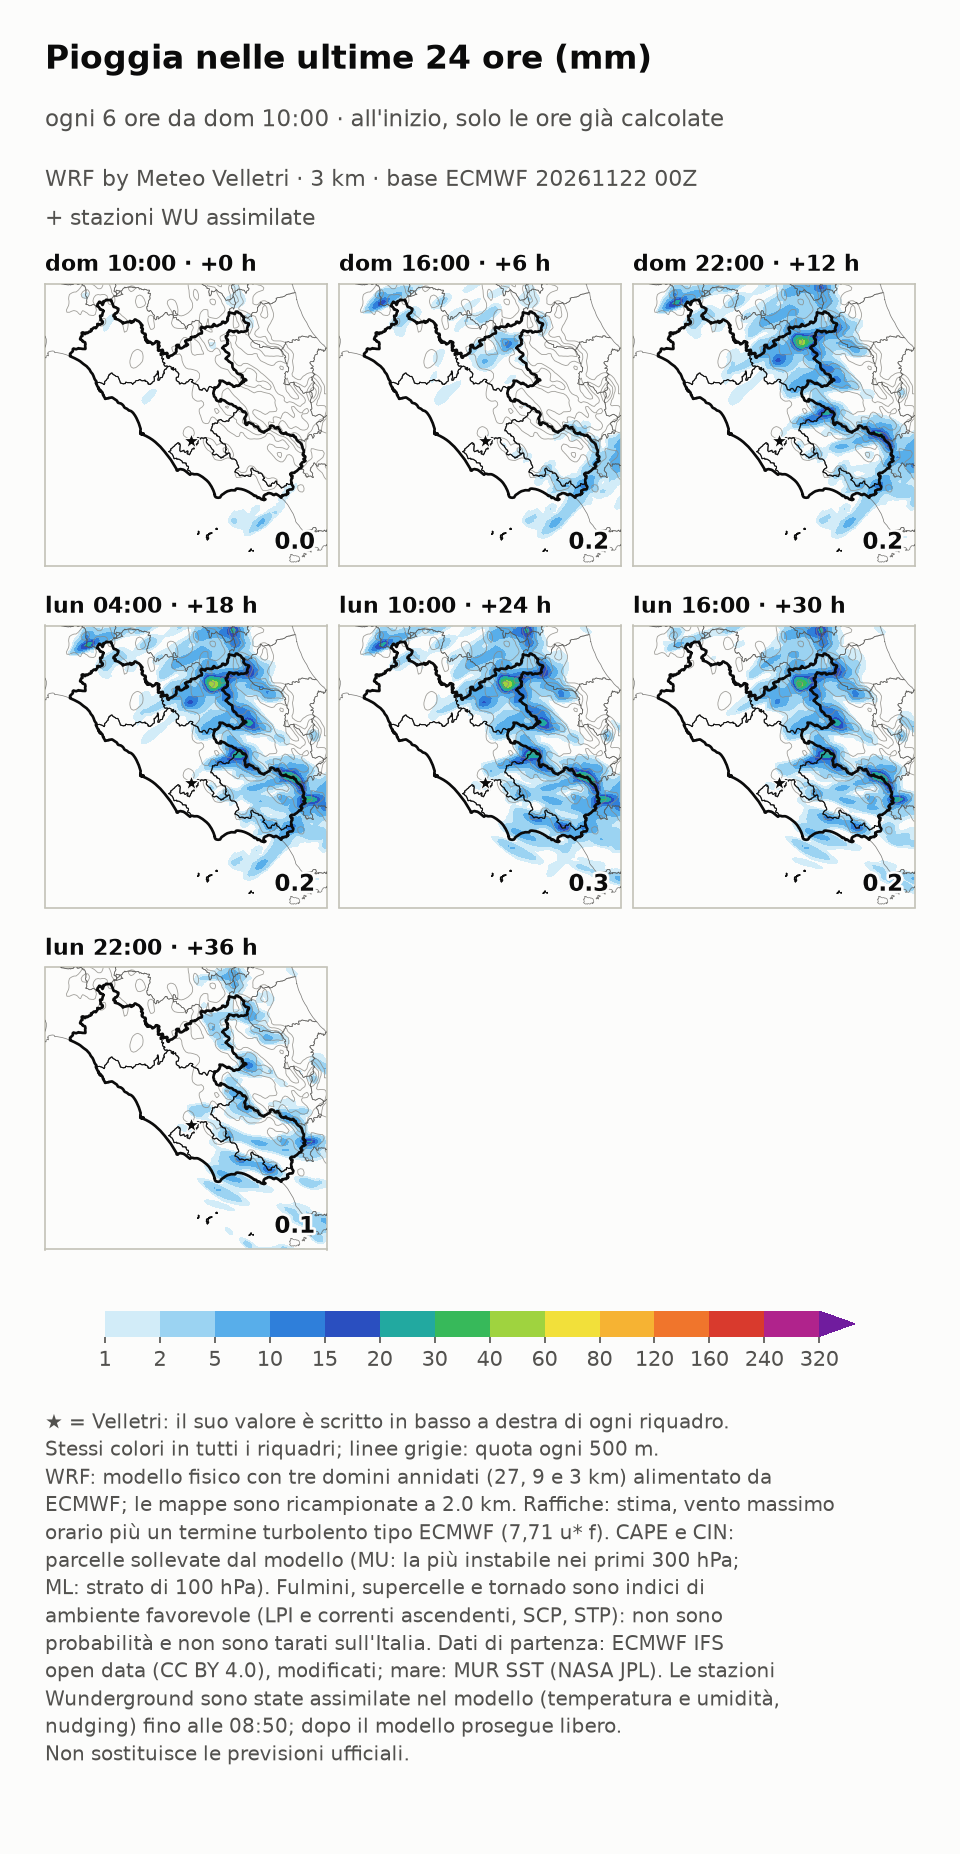 Pioggia nelle ultime 24 ore (mm)
ogni 6 ore da dom 10:00 · all'inizio, solo le ore già calcolate
WRF by Meteo Velletri · 3 km · base ECMWF 20261122 00Z
+ stazioni WU assimilate
dom 10:00 · +0 h
dom 16:00 · +6 h
dom 22:00 · +12 h
0.0
0.2
0.2
lun 04:00 · +18 h
lun 10:00 · +24 h
lun 16:00 · +30 h
0.2
0.3
0.2
lun 22:00 · +36 h
0.1
1 2 5 10 15 20 30 40 60 80 120 160 240 320
★ = Velletri: il suo valore è scritto in basso a destra di ogni riquadro.
Stessi colori in tutti i riquadri; linee grigie: quota ogni 500 m.
WRF: modello fisico con tre domini annidati (27, 9 e 3 km) alimentato da
ECMWF; le mappe sono ricampionate a 2.0 km. Raffiche: stima, vento massimo
orario più un termine turbolento tipo ECMWF (7,71 u* f). CAPE e CIN:
parcelle sollevate dal modello (MU: la più instabile nei primi 300 hPa;
ML: strato di 100 hPa). Fulmini, supercelle e tornado sono indici di
ambiente favorevole (LPI e correnti ascendenti, SCP, STP): non sono
probabilità e non sono tarati sull'Italia. Dati di partenza: ECMWF IFS
open data (CC BY 4.0), modificati; mare: MUR SST (NASA JPL). Le stazioni
Wunderground sono state assimilate nel modello (temperatura e umidità,
nudging) fino alle 08:50; dopo il modello prosegue libero.
Non sostituisce le previsioni ufficiali.